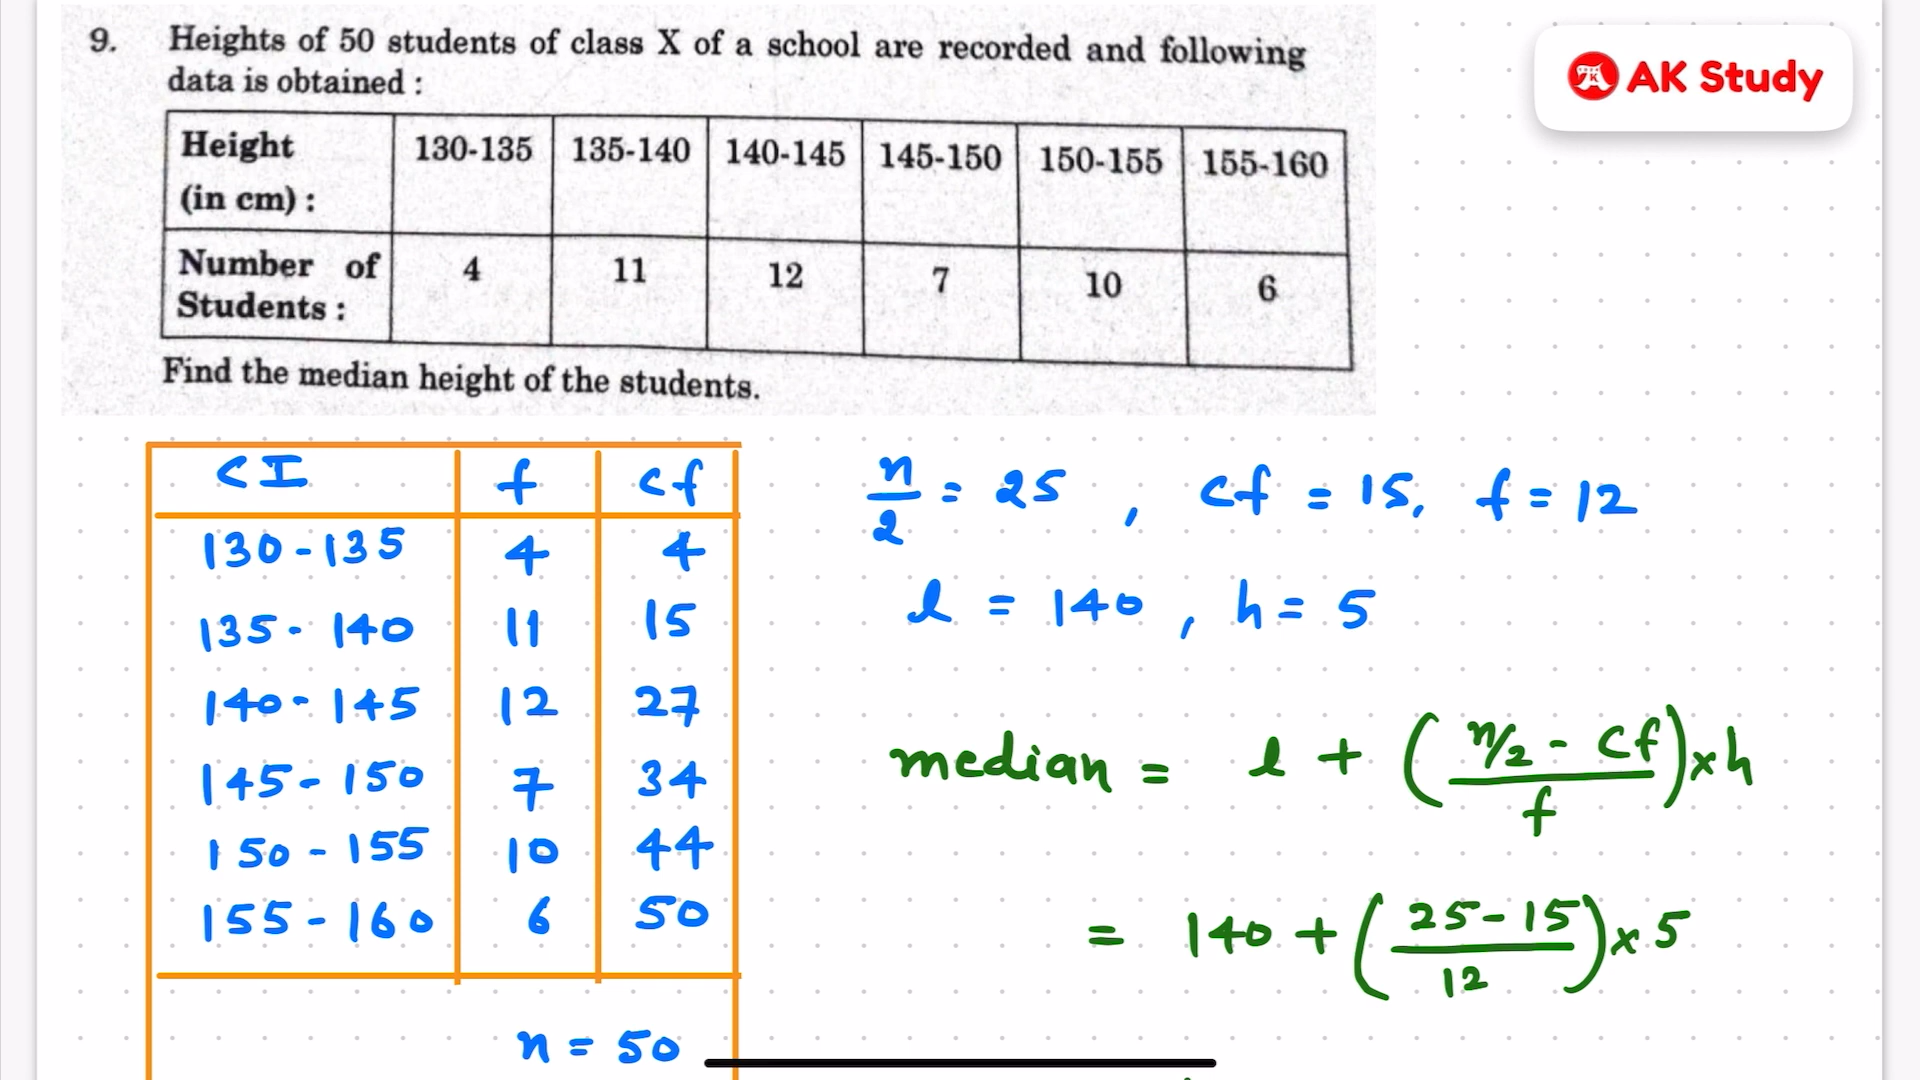 9. Heights of 50 students of class X of a school are recorded and following
data is obtained :
Height (in cm) : 130-135 135-140 140-145 145-150 150-155 155-160
Number of Students : 4 11 12 7 10 6
Find the median height of the students.
AK Study
CI f cf
130-135 4 4
135-140 11 15
140-145 12 27
145-150 7 34
150-155 10 44
155-160 6 50
n = 50
n/2 = 25 , cf = 15, f = 12
l = 140 , h = 5
median = l + (n/2 - cf / f) x h
= 140 + (25-15 / 12) x 5